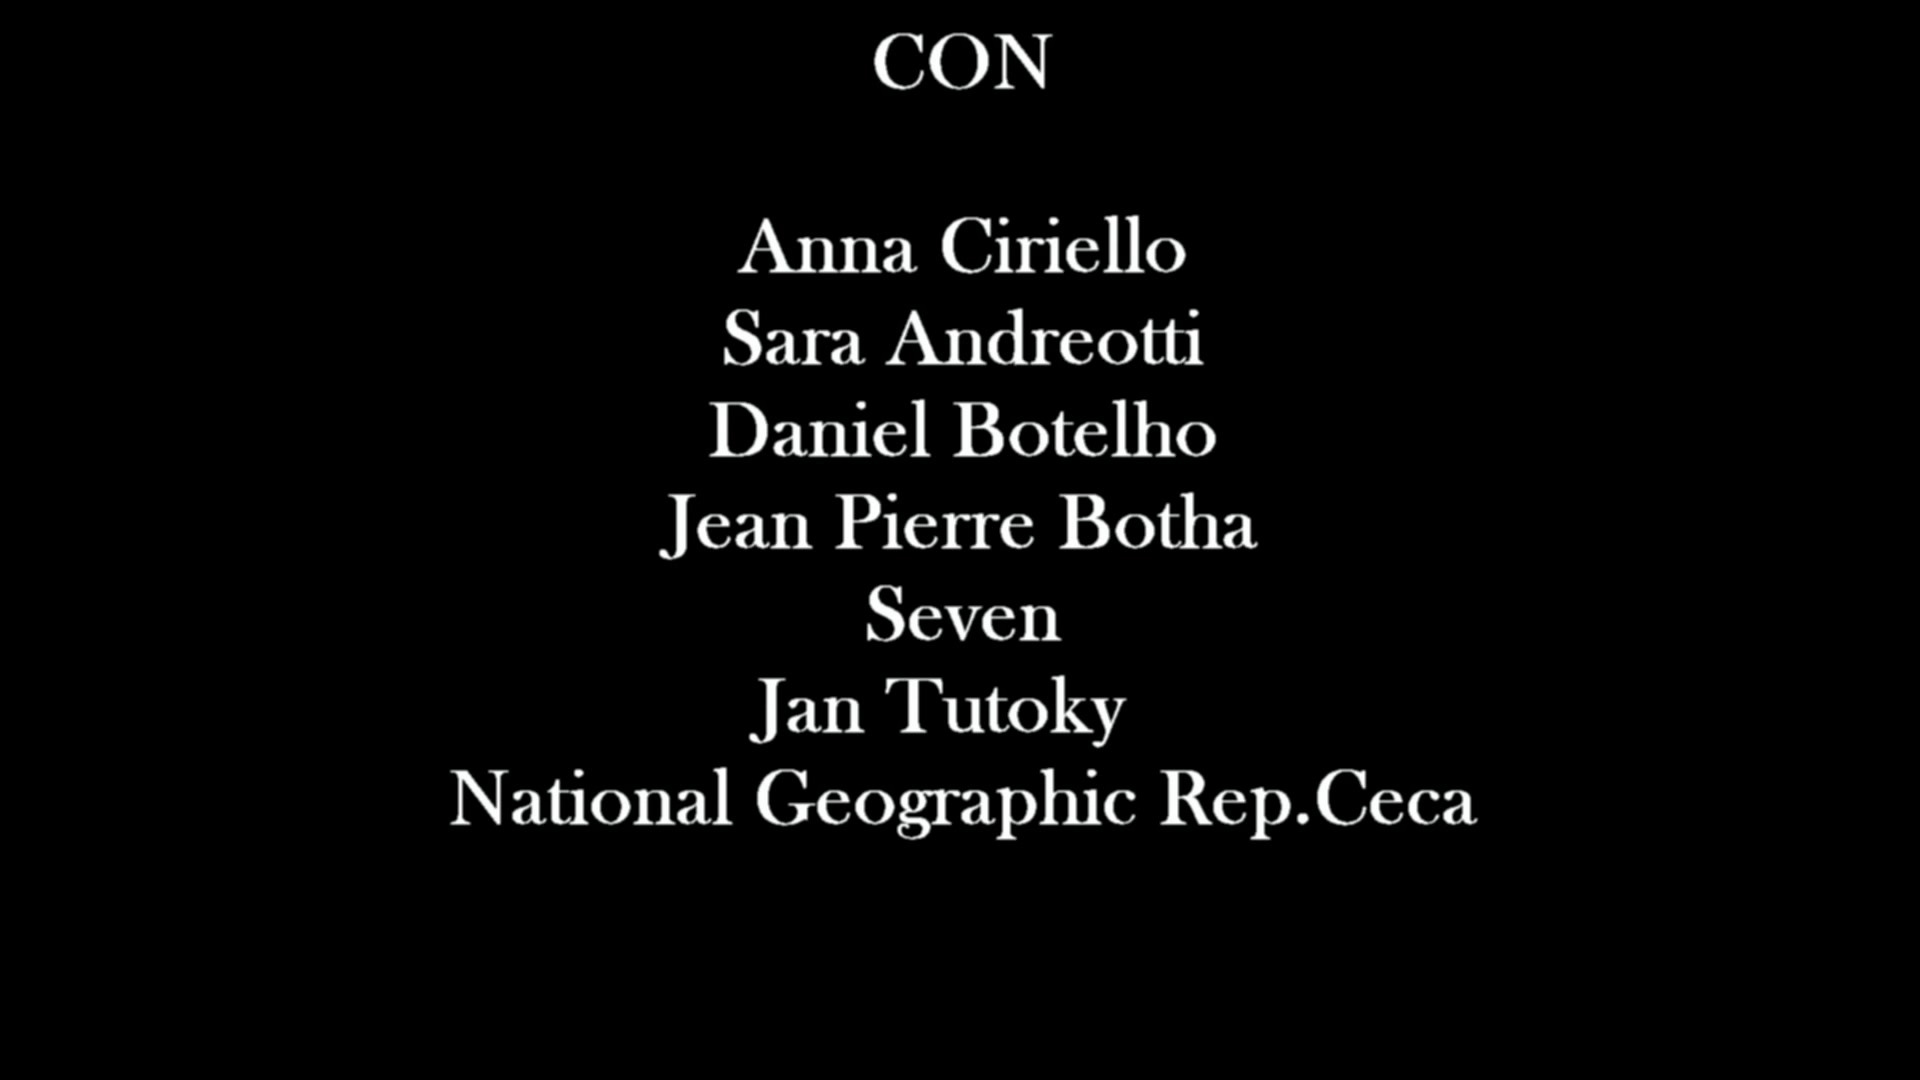 CON
Anna Ciriello
Sara Andreotti
Daniel Botelho
Jean Pierre Botha
Seven
Jan Tutoky
National Geographic Rep.Ceca